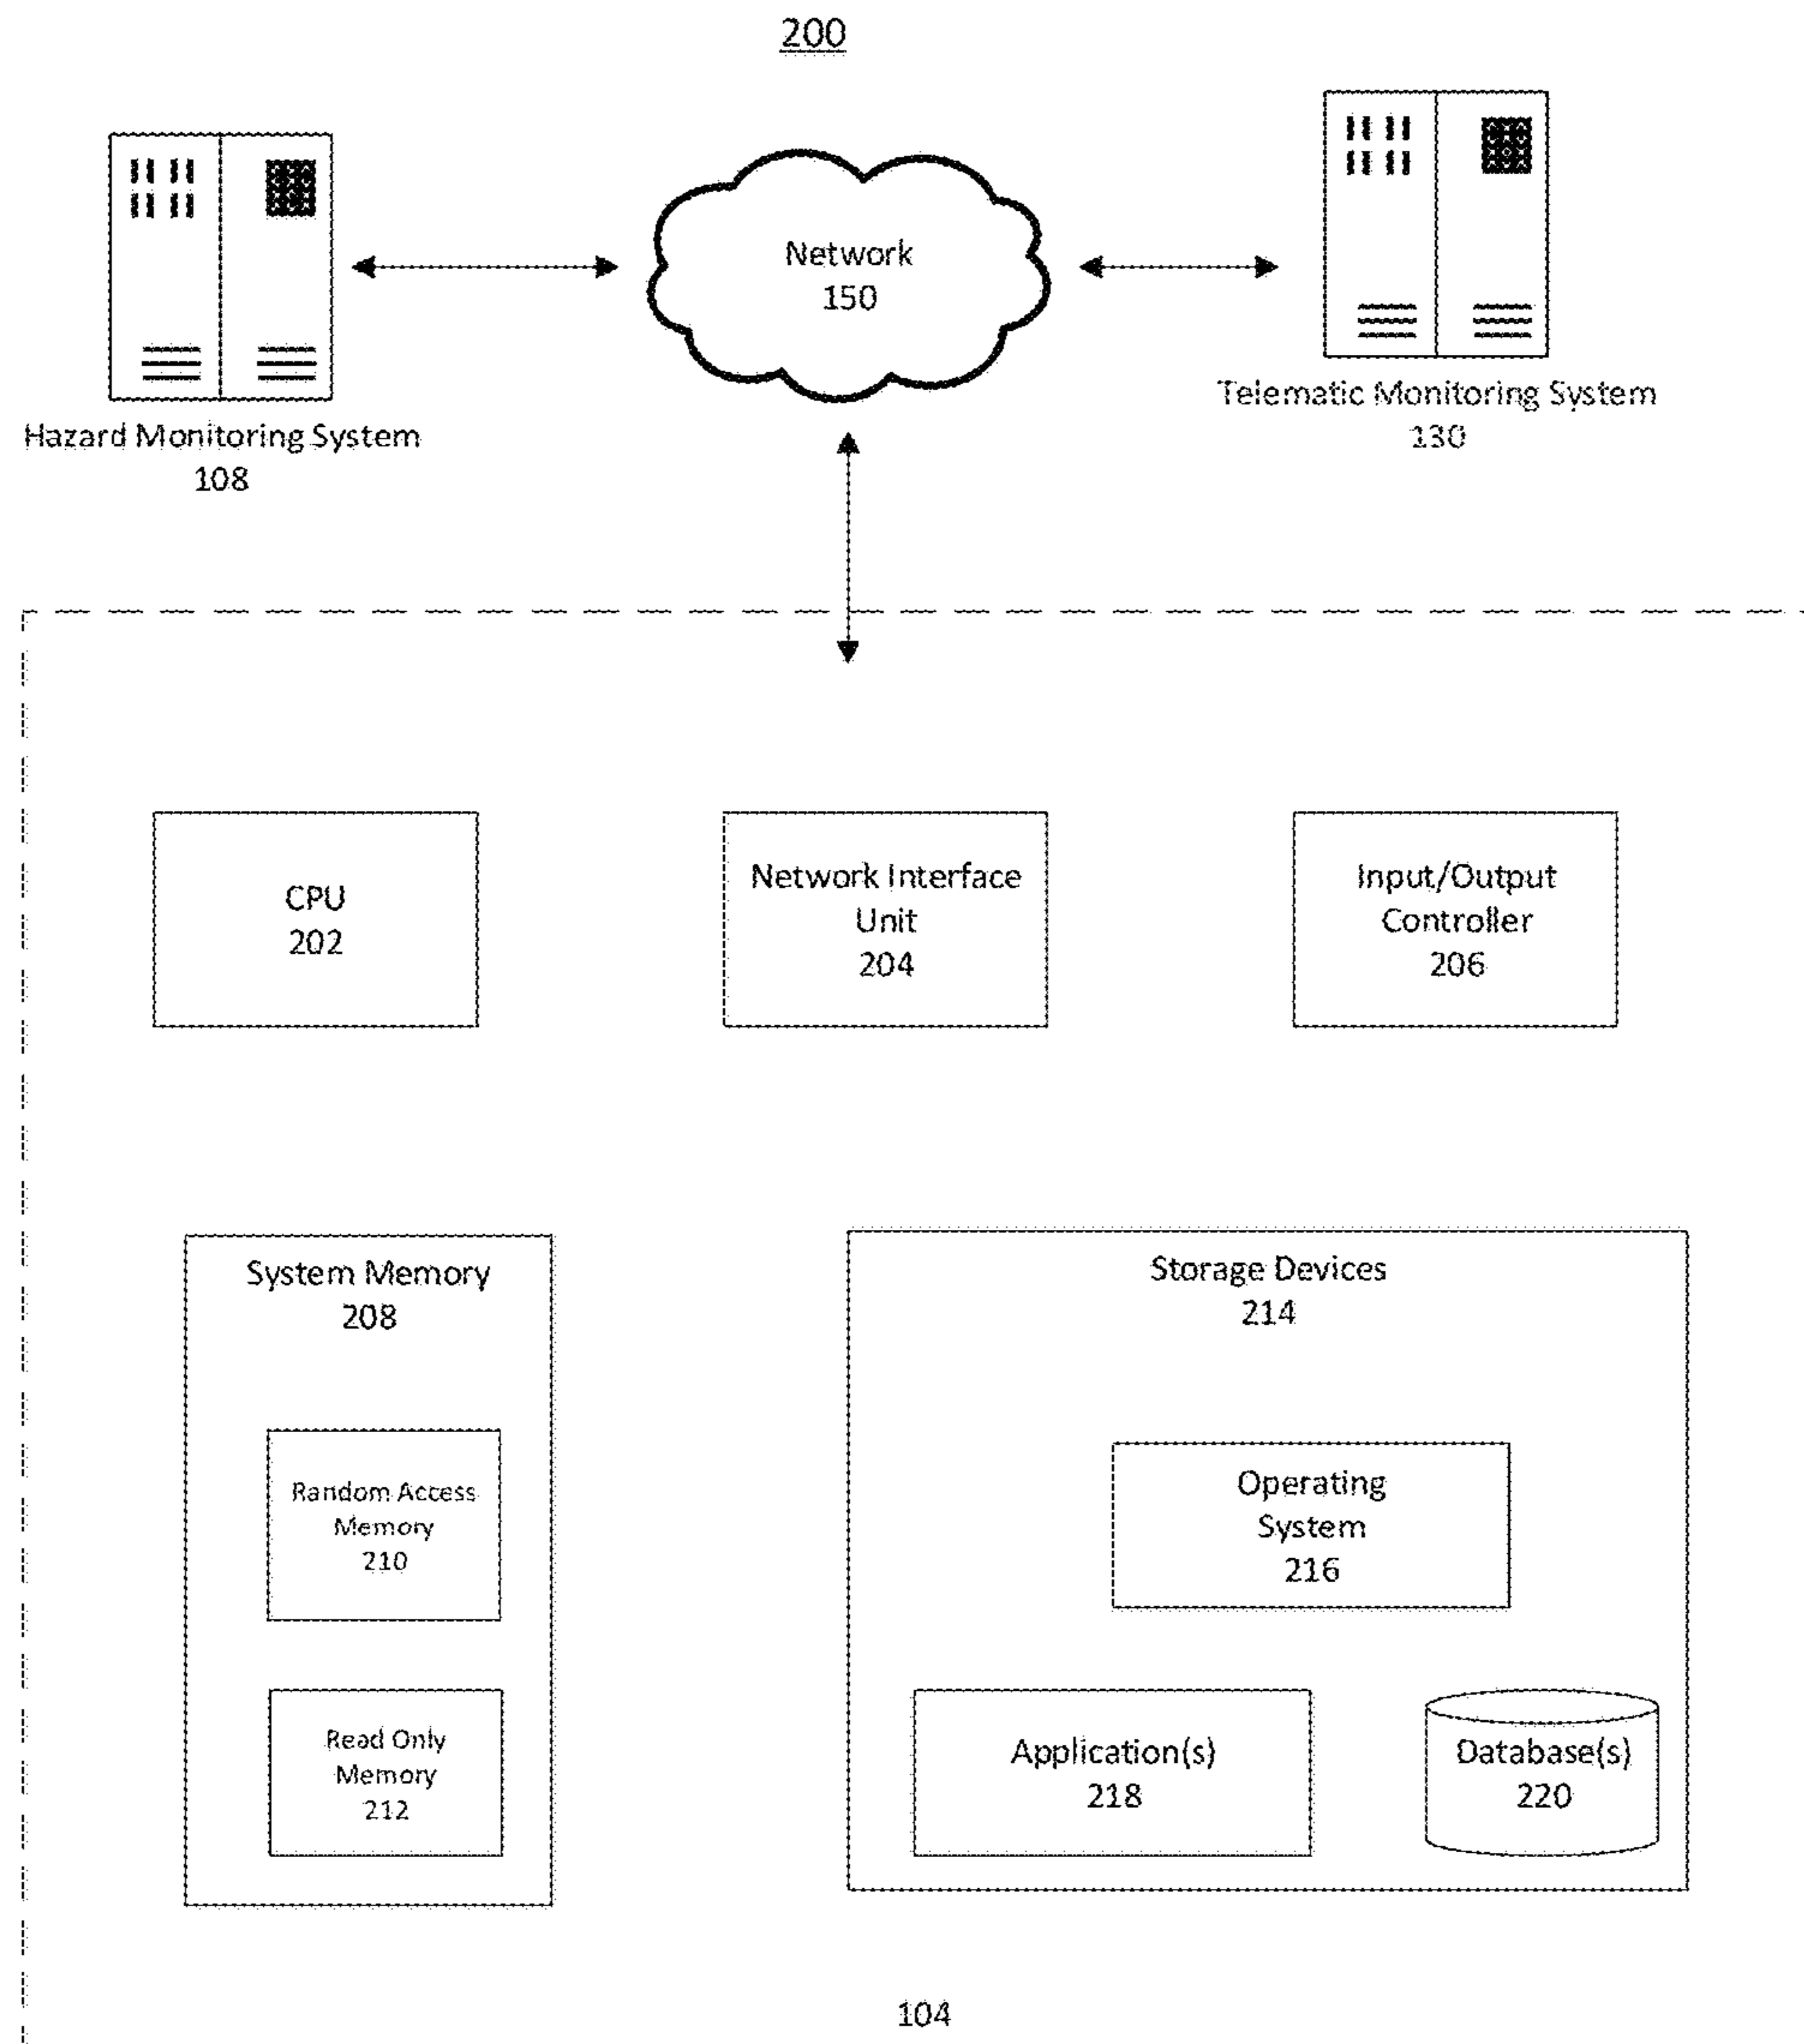 200
Network
150
Hazard Monitoring System
108
Telematic Monitoring System
130
CPU
202
Network Interface
Unit
204
Input/Output
Controller
206
System Memory
208
Random Access
Memory
210
Read Only
Memory
212
Storage Devices
214
Operating
System
216
Application(s)
218
Database(s)
220
104